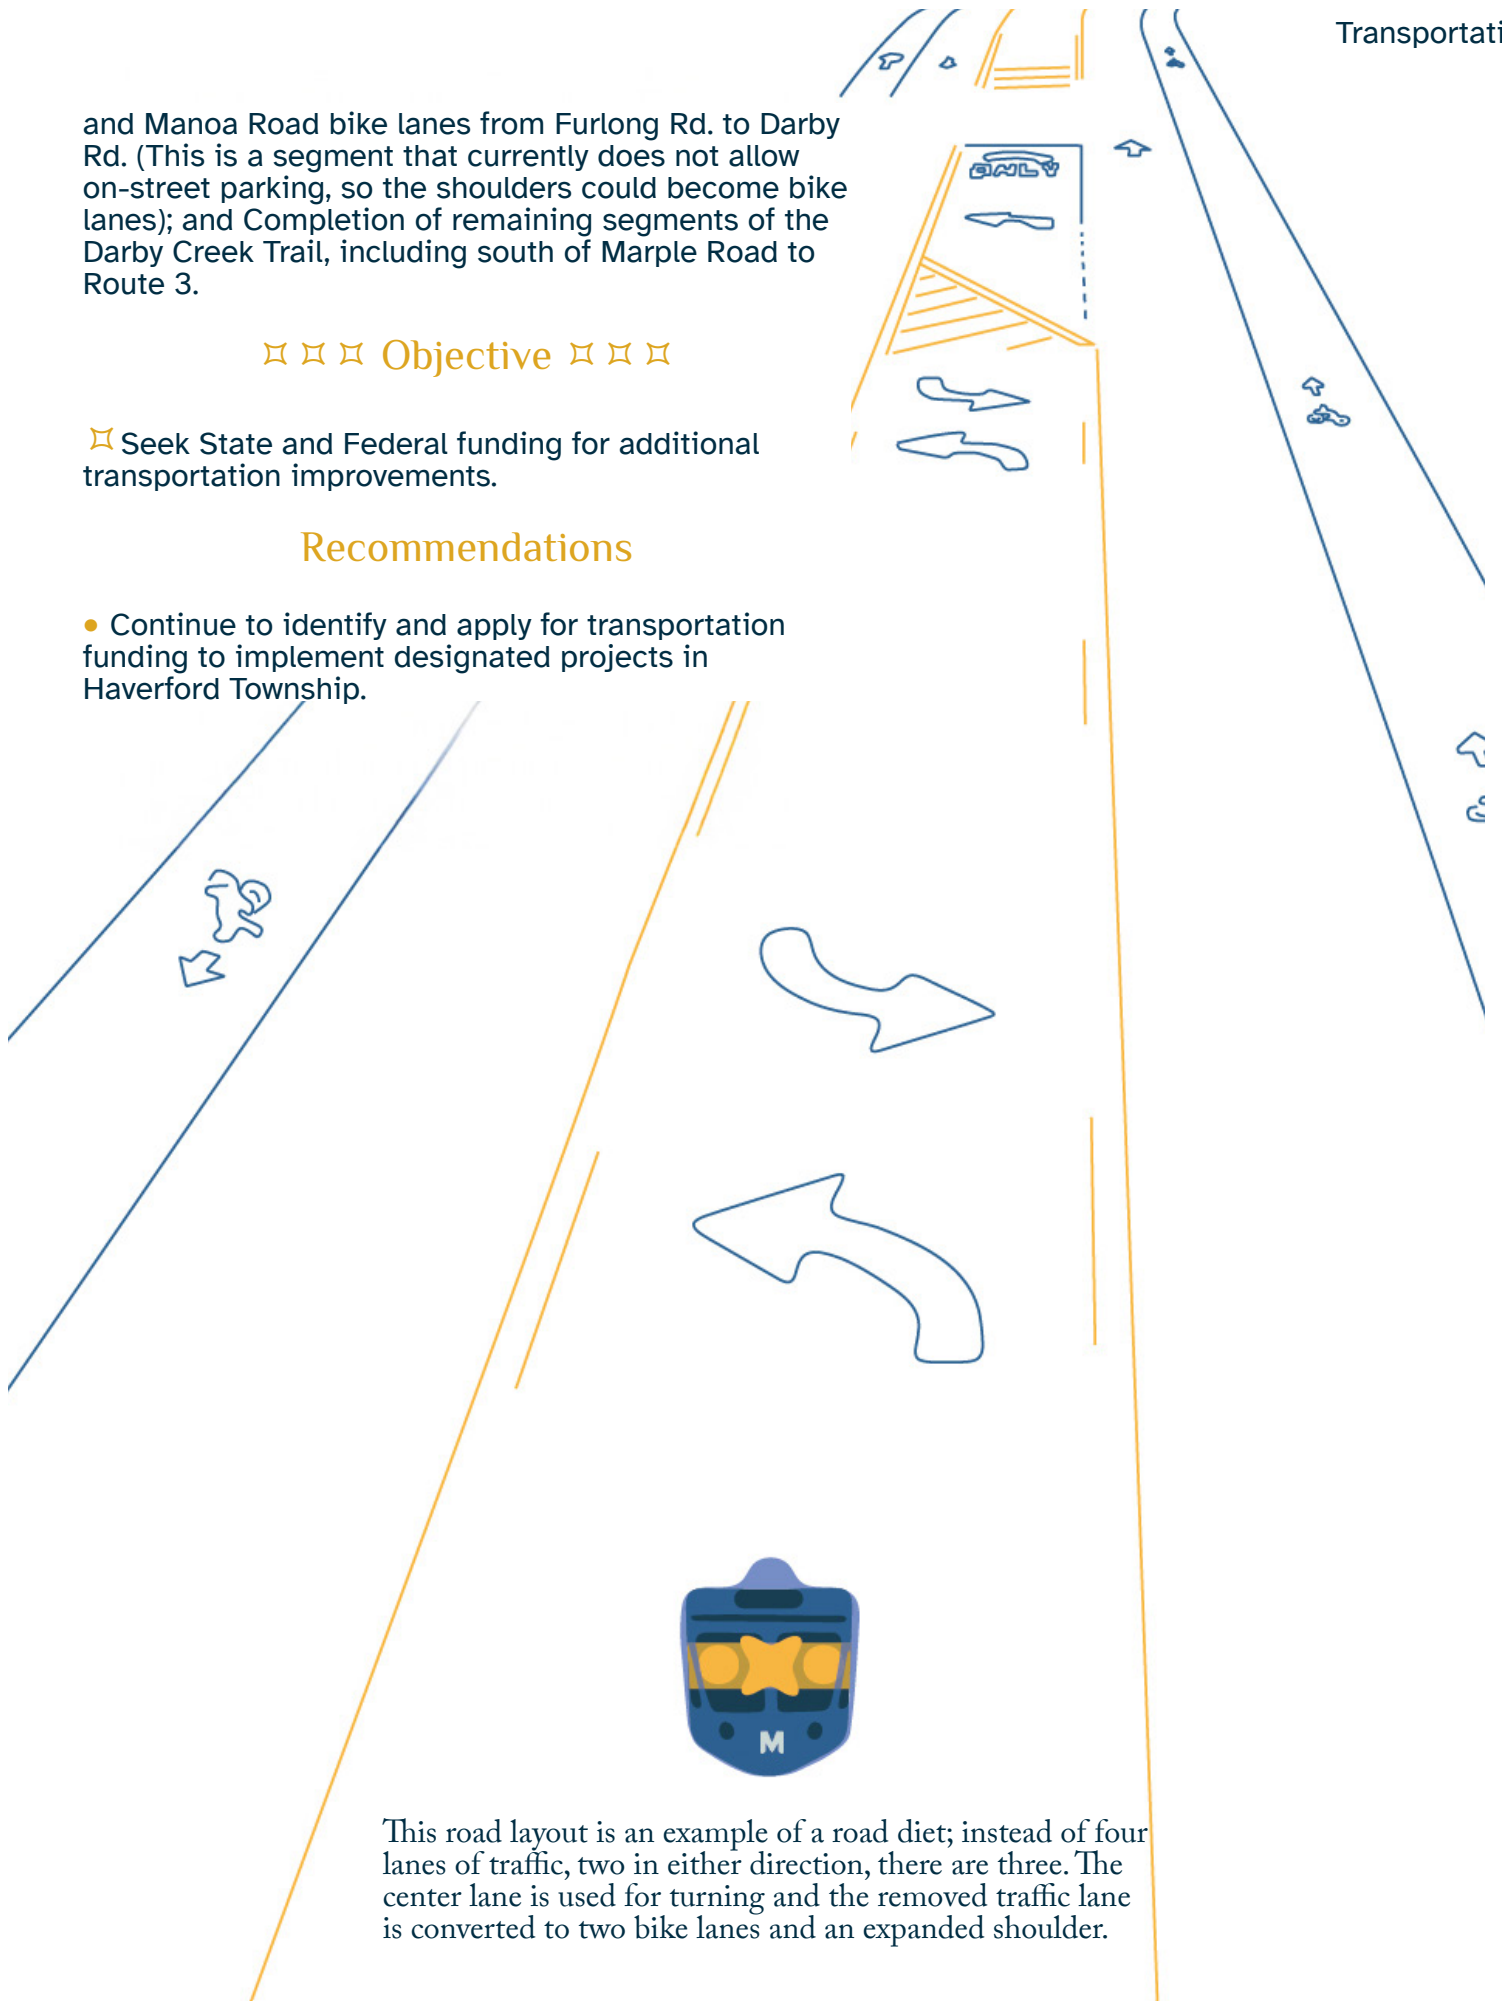 Transportati
and Manoa Road bike lanes from Furlong Rd. to Darby
Rd. (This is a segment that currently does not allow
on-street parking, so the shoulders could become bike
lanes); and Completion of remaining segments of the
Darby Creek Trail, including south of Marple Road to
Route 3.
Objective
Seek State and Federal funding for additional
transportation improvements.
Recommendations
• Continue to identify and apply for transportation
funding to implement designated projects in
Haverford Township.
ONLY
M
This road layout is an example of a road diet; instead of four
lanes of traffic, two in either direction, there are three. The
center lane is used for turning and the removed traffic lane
is converted to two bike lanes and an expanded shoulder.